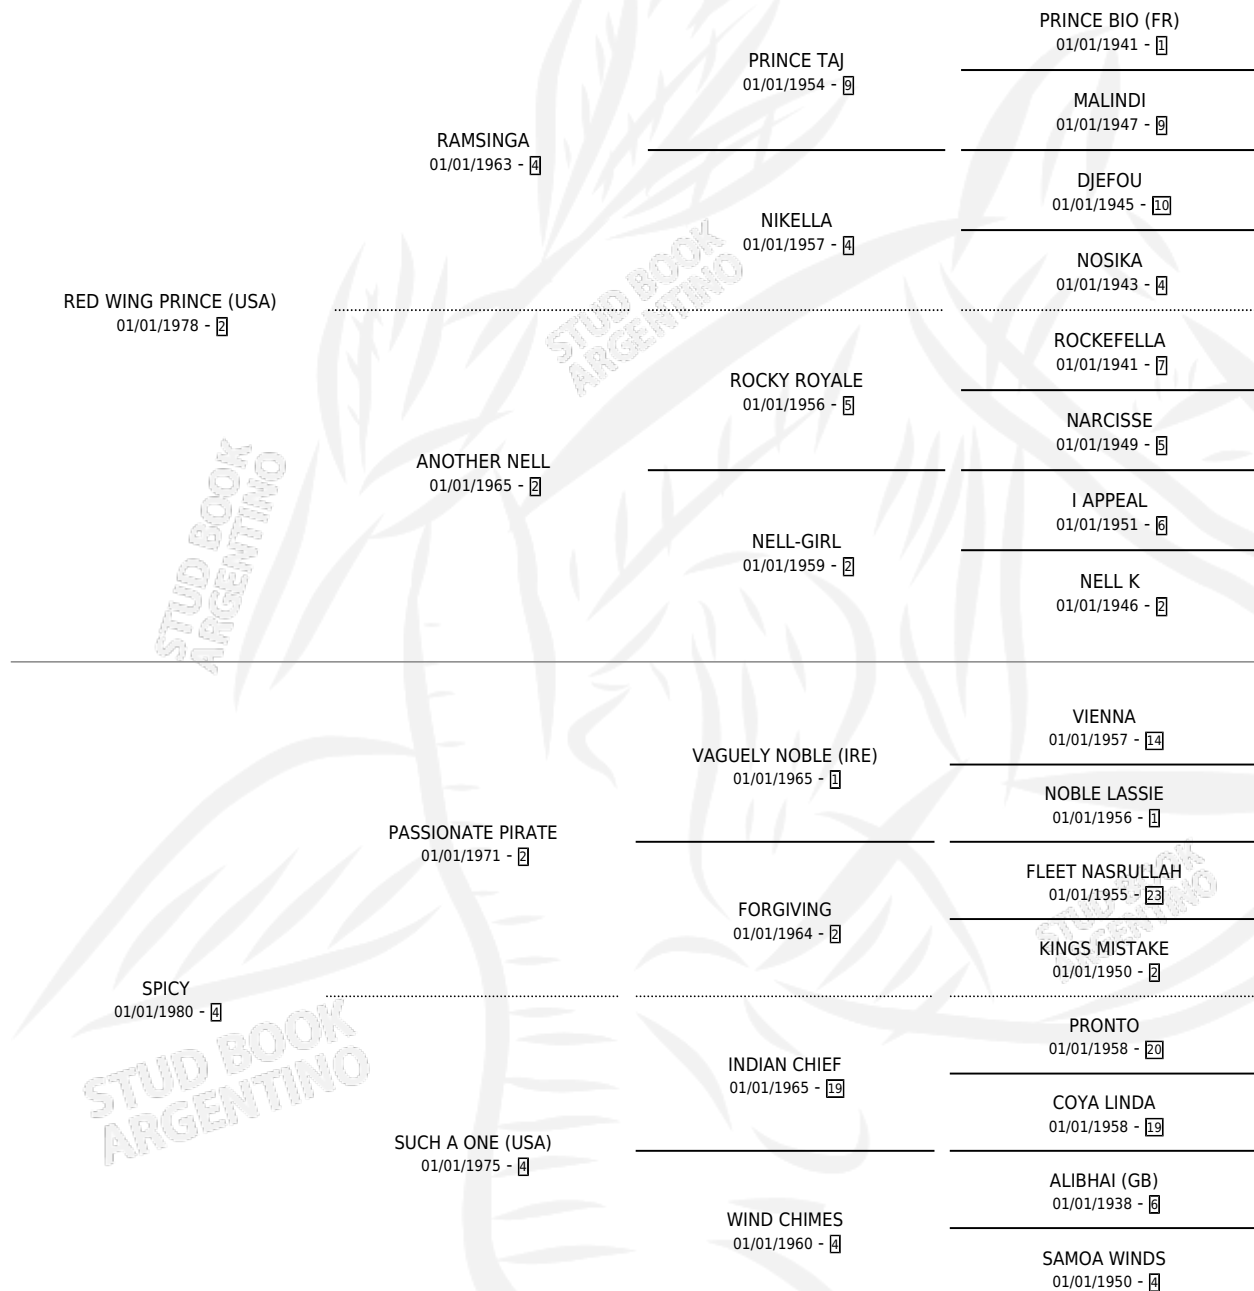 PRINCE BIO (FR)
01/01/1941 - 1
PRINCE TAJ
01/01/1954 - 9
MALINDI
01/01/1947 - 9
RAMSINGA
01/01/1963 - 4
DJEFOU
01/01/1945 - 10
NIKELLA
01/01/1957 - 4
NOSIKA
01/01/1943 - 4
RED WING PRINCE (USA)
01/01/1978 - 2
ROCKEFELLA
01/01/1941 - 7
ROCKY ROYALE
01/01/1956 - 5
NARCISSE
01/01/1949 - 5
ANOTHER NELL
01/01/1965 - 2
I APPEAL
01/01/1951 - 6
NELL-GIRL
01/01/1959 - 2
NELL K
01/01/1946 - 2
VIENNA
01/01/1957 - 14
VAGUELY NOBLE (IRE)
01/01/1965 - 1
NOBLE LASSIE
01/01/1956 - 1
PASSIONATE PIRATE
01/01/1971 - 2
FLEET NASRULLAH
01/01/1955 - 23
FORGIVING
01/01/1964 - 2
KINGS MISTAKE
01/01/1950 - 2
SPICY
01/01/1980 - 4
PRONTO
01/01/1958 - 20
INDIAN CHIEF
01/01/1965 - 19
COYA LINDA
01/01/1958 - 19
SUCH A ONE (USA)
01/01/1975 - 4
ALIBHAI (GB)
01/01/1938 - 6
WIND CHIMES
01/01/1960 - 4
SAMOA WINDS
01/01/1950 - 4
STUD BOOK
ARGENTINO
STUD BOOK
ARGENTINO
STUD BOOK
ARGENTINO
STUD BOOK
ARGENTINO